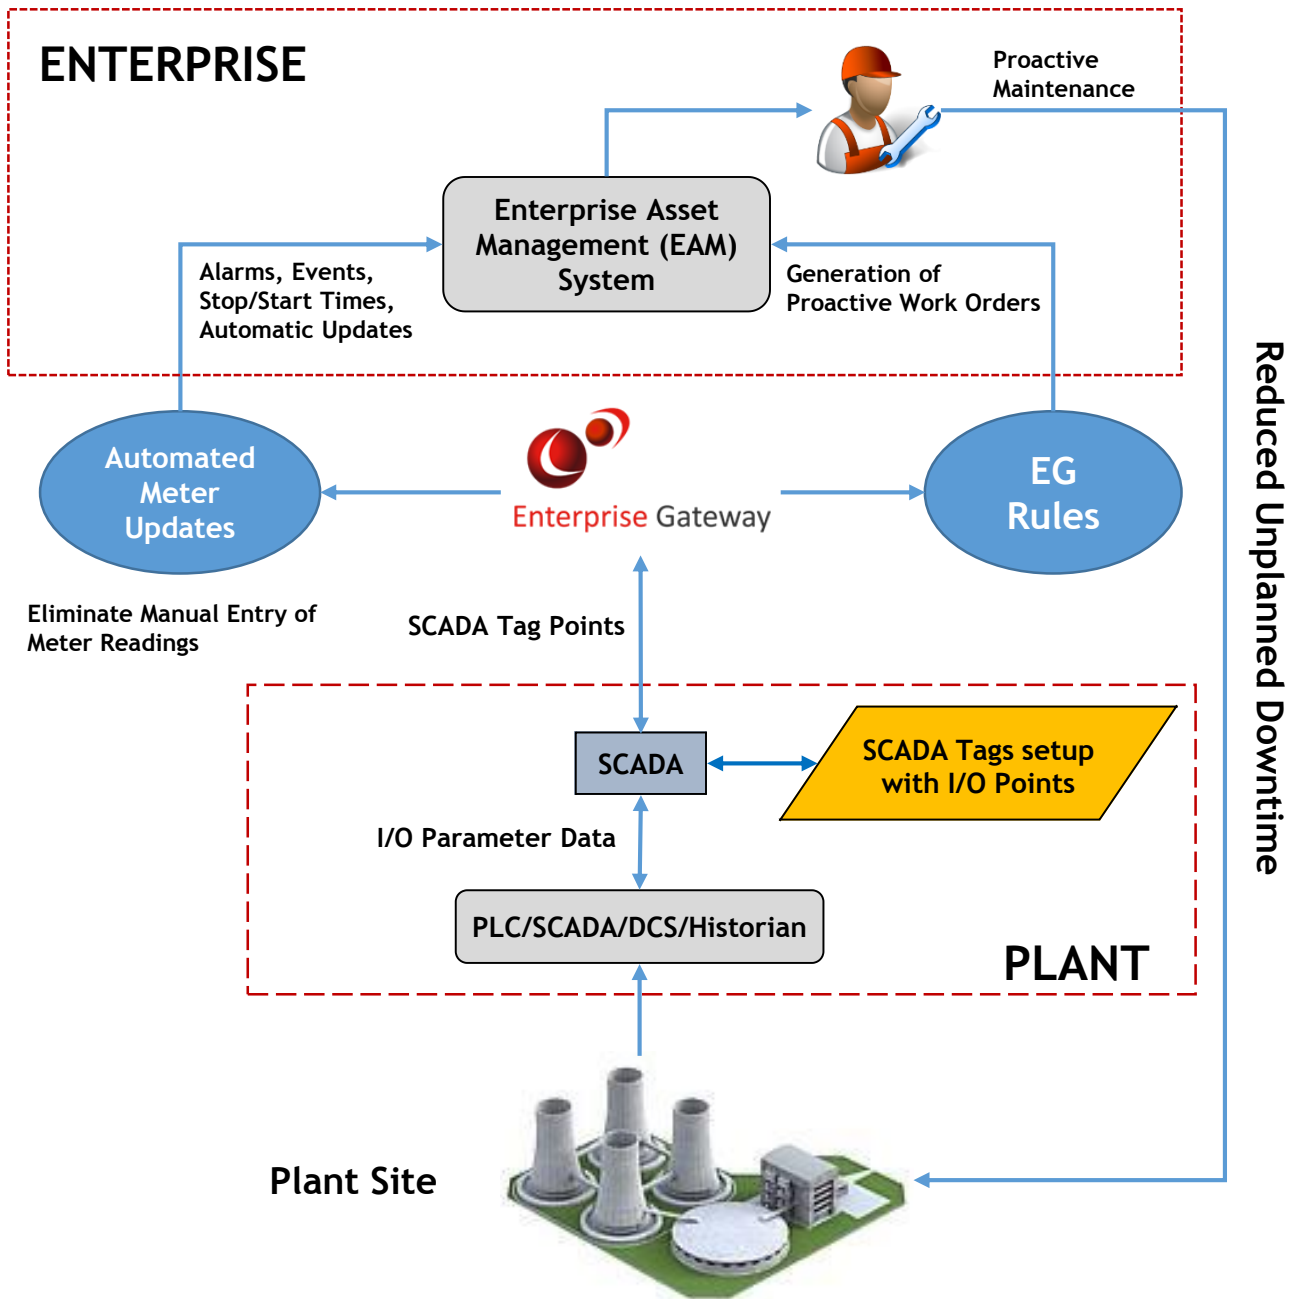 ENTERPRISE
Proactive
Maintenance
Enterprise Asset
Management (EAM)
System
Alarms, Events,
Stop/Start Times,
Automatic Updates
Generation of
Proactive Work Orders
Reduced Unplanned Downtime
Automated
Meter
Updates
Enterprise Gateway
EG
Rules
Eliminate Manual Entry of
Meter Readings
SCADA Tag Points
SCADA
SCADA Tags setup
with I/O Points
I/O Parameter Data
PLC/SCADA/DCS/Historian
PLANT
Plant Site